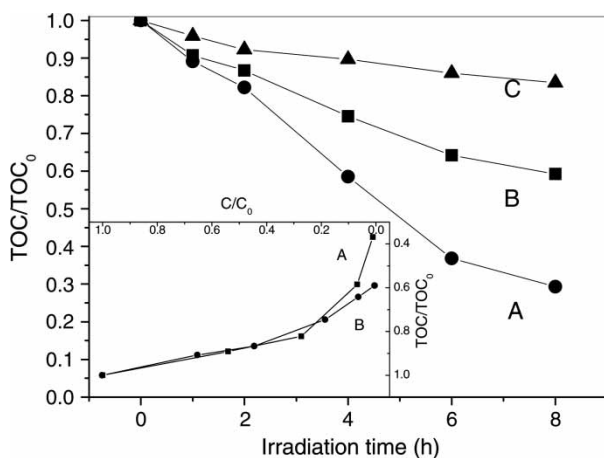 1.0
0.9
0.8
0.7
0.6
0.5
0.4
0.3
0.2
0.1
0.0
TOC/TOC₀
C
B
A
C/C₀
1.0 0.8 0.6 0.4 0.2 0.0
A
B
0.4
0.6
0.8
1.0
TOC/TOC₀
0 2 4 6 8
Irradiation time (h)